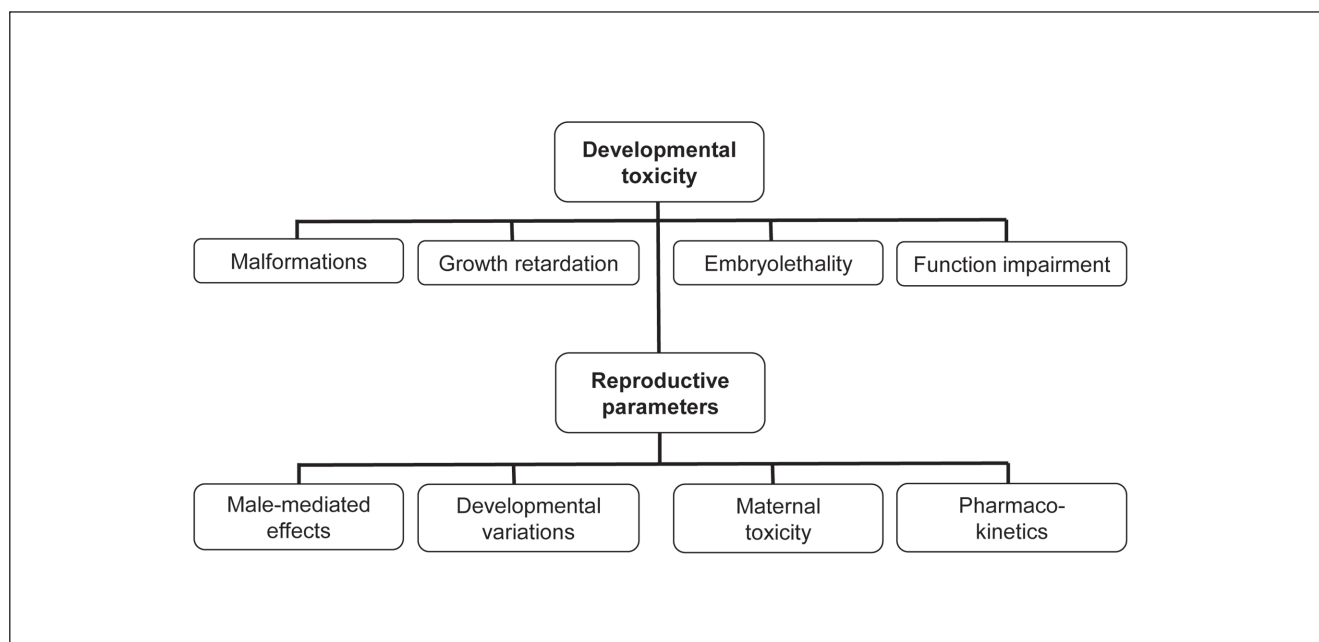 Developmental
toxicity
Malformations
Growth retardation
Embryolethality
Function impairment
Reproductive
parameters
Male-mediated
effects
Developmental
variations
Maternal
toxicity
Pharmaco-
kinetics